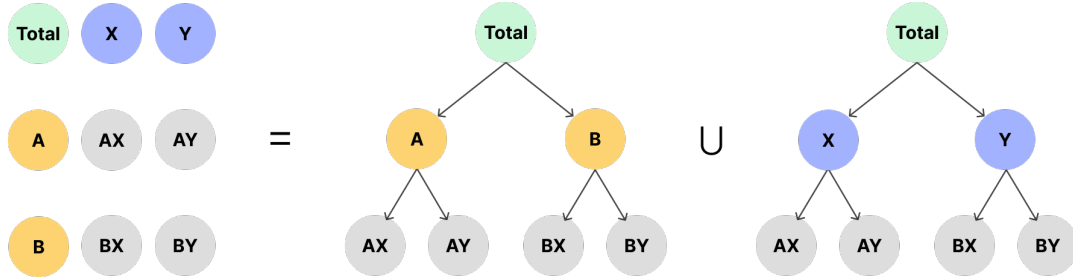 Total X Y Total Total
A AX AY = A B ∪ X Y
AX AY BX BY AX AY BX BY
B BX BY